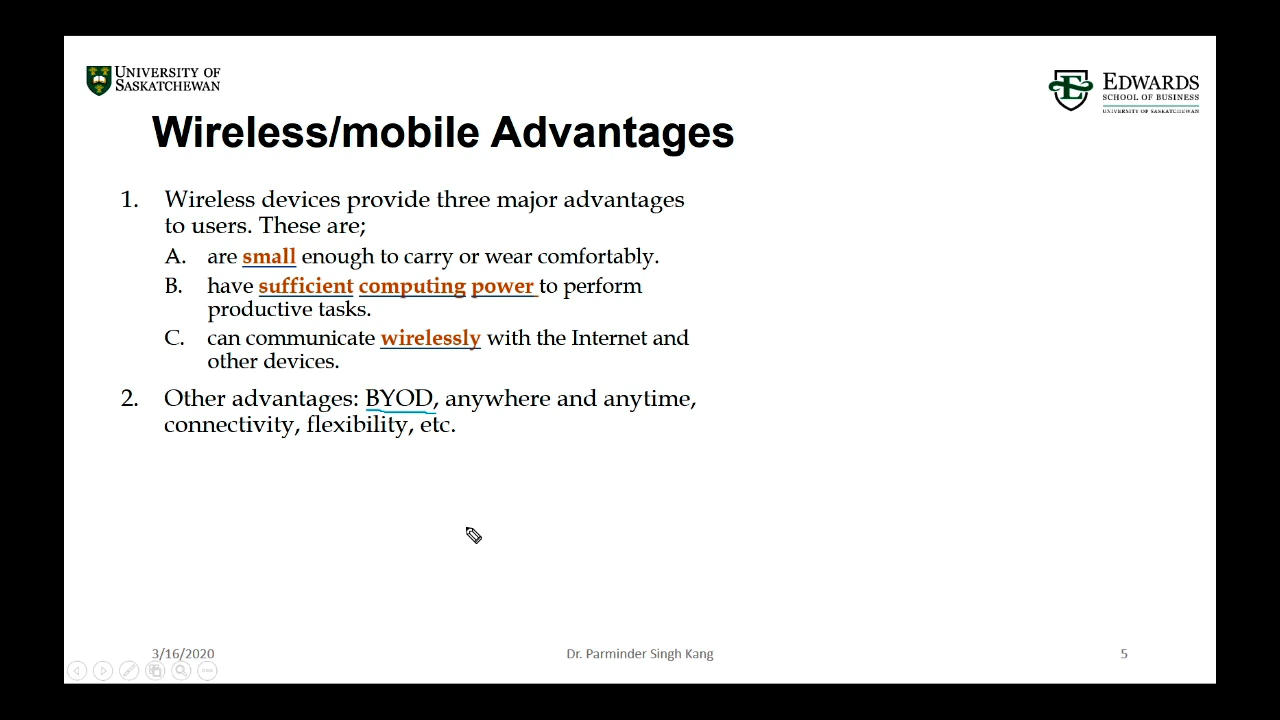 UNIVERSITY OF
SASKATCHEWAN
EDWARDS
SCHOOL OF BUSINESS
UNIVERSITY OF SASKATCHEWAN
Wireless/mobile Advantages
1. Wireless devices provide three major advantages
to users. These are;
A. are small enough to carry or wear comfortably.
B. have sufficient computing power to perform
productive tasks.
C. can communicate wirelessly with the Internet and
other devices.
2. Other advantages: BYOD, anywhere and anytime,
connectivity, flexibility, etc.
3/16/2020
Dr. Parminder Singh Kang
5